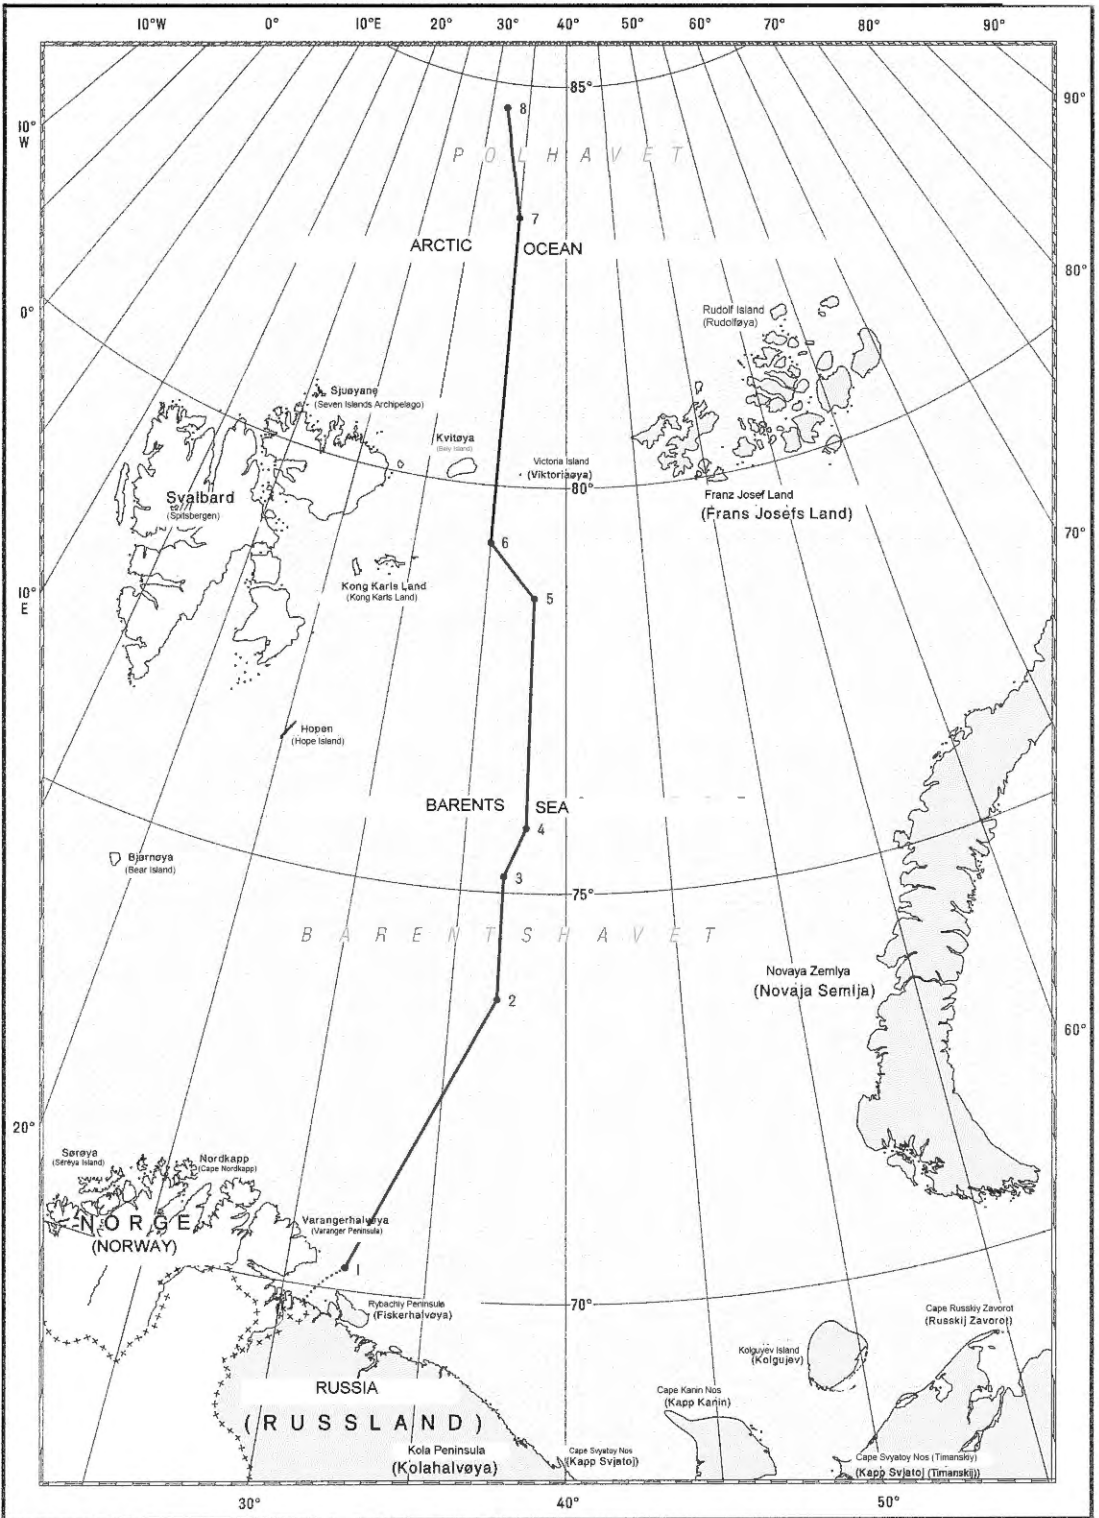 10°W 0° 10°E 20° 30° 40° 50° 60° 70° 80° 90°
85°
90°
8
10°
W
P O L H A V E T
7
ARCTIC OCEAN
80°
0°
Rudolf Island
(Rudolføya)
Sjuøyane
(Seven Islands Archipelago)
Kvitøya
(Bely Island)
Victoria Island
(Viktoriaøya)
80°
Svalbard
(Spitsbergen)
Franz Josef Land
(Frans Josefs Land)
70°
6
Kong Karls Land
(Kong Karls Land)
10°
E
5
Hopen
(Hope Island)
BARENTS SEA
4
Bjørnøya
(Bear Island)
3
75°
B A R E N T S H A V E T
Novaya Zemlya
(Novaja Semlja)
2
60°
20°
Sørøya
(Sørøya Island)
Nordkapp
(Cape Nordkapp)
N O R G E
(NORWAY)
Varangerhalvøya
(Varanger Peninsula)
1
Rybachiy Peninsula
(Fiskerhalvøya)
70°
Cape Russkiy Zavorot
(Russkij Zavorot)
Kolguyev Island
(Kolgujev)
RUSSIA
(RUSSLAND)
Cape Kanin Nos
(Kapp Kanin)
Kola Peninsula
(Kolahalvøya)
Cape Svyatoy Nos
(Kapp Svjatoj)
Cape Svyatoy Nos (Timanskiy)
(Kapp Svjatoj (Timanskij))
30° 40° 50°